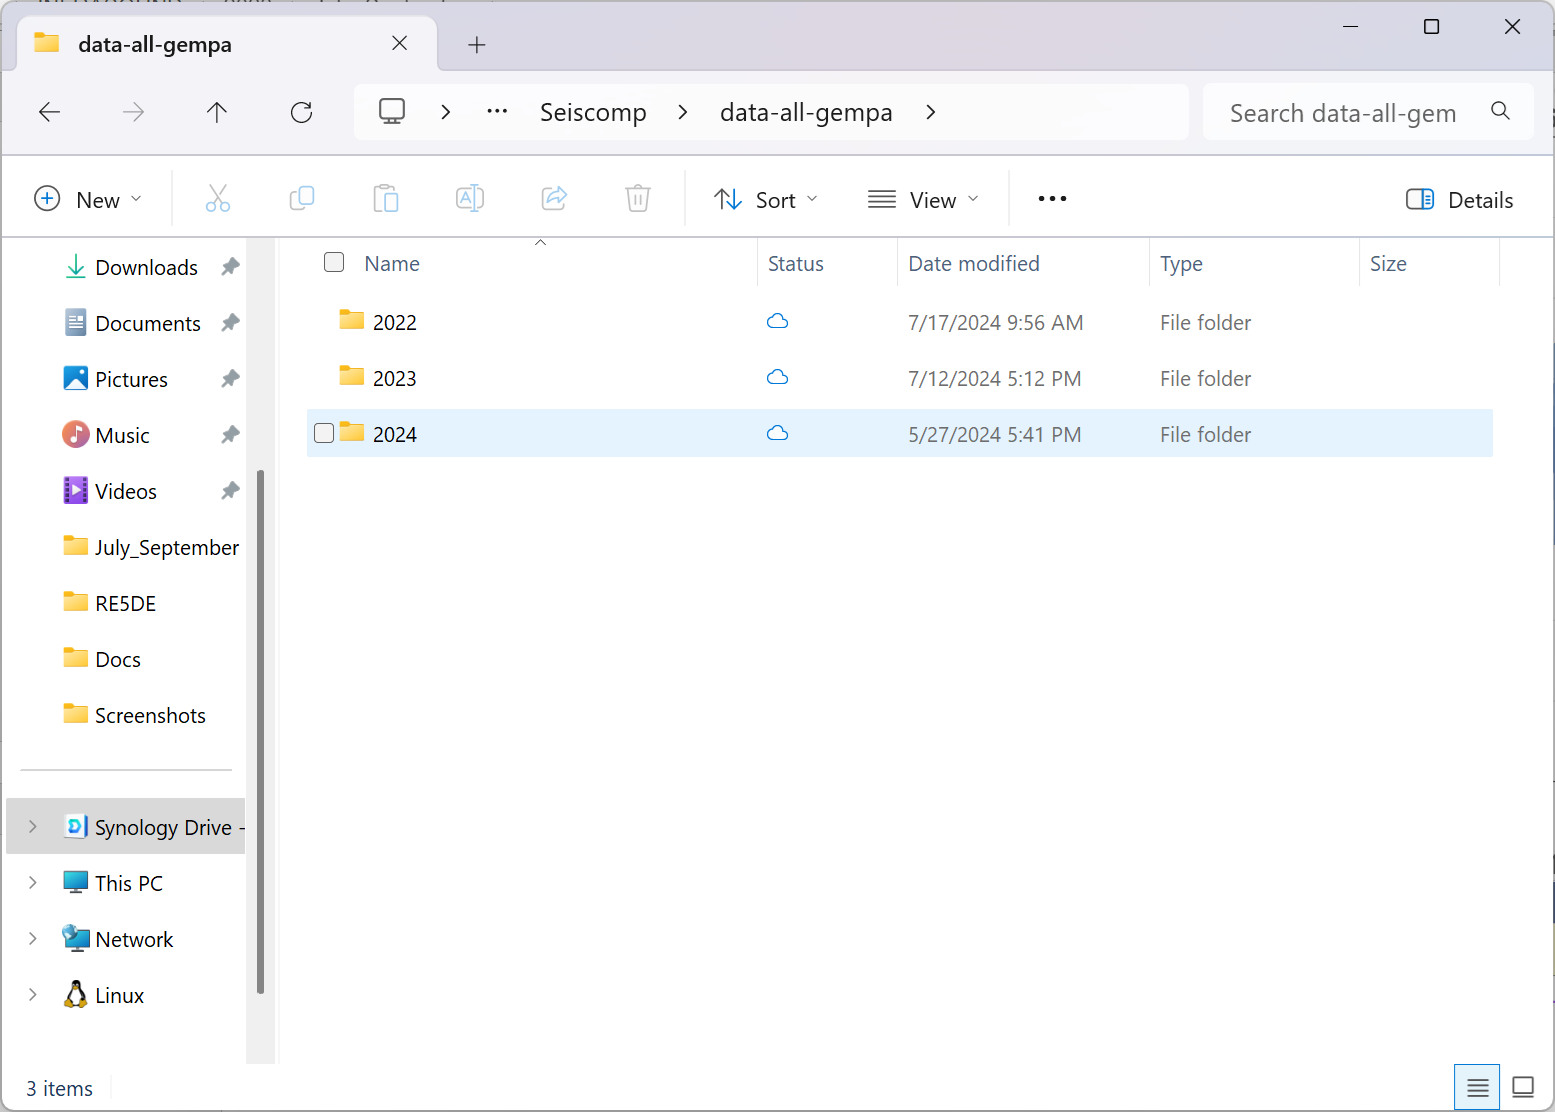 data-all-gempa
Seiscomp
data-all-gempa
Search data-all-gem
New
Sort
View
Details
Downloads
Documents
Pictures
Music
Videos
July_September
RE5DE
Docs
Screenshots
Synology Drive -
This PC
Network
Linux
Name Status Date modified Type Size
2022 7/17/2024 9:56 AM File folder
2023 7/12/2024 5:12 PM File folder
2024 5/27/2024 5:41 PM File folder
3 items